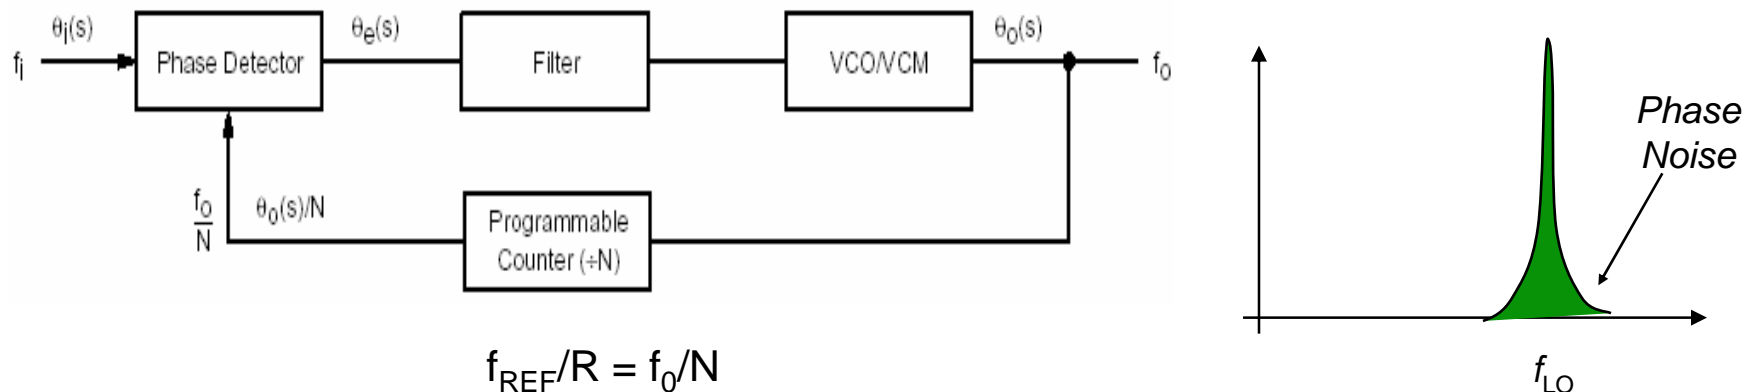 θi(s)
θe(s)
θo(s)
fi
Phase Detector
Filter
VCO/VCM
fo
fo
N
θo(s)/N
Programmable
Counter (÷N)
fREF/R = f0/N
Phase
Noise
fLO